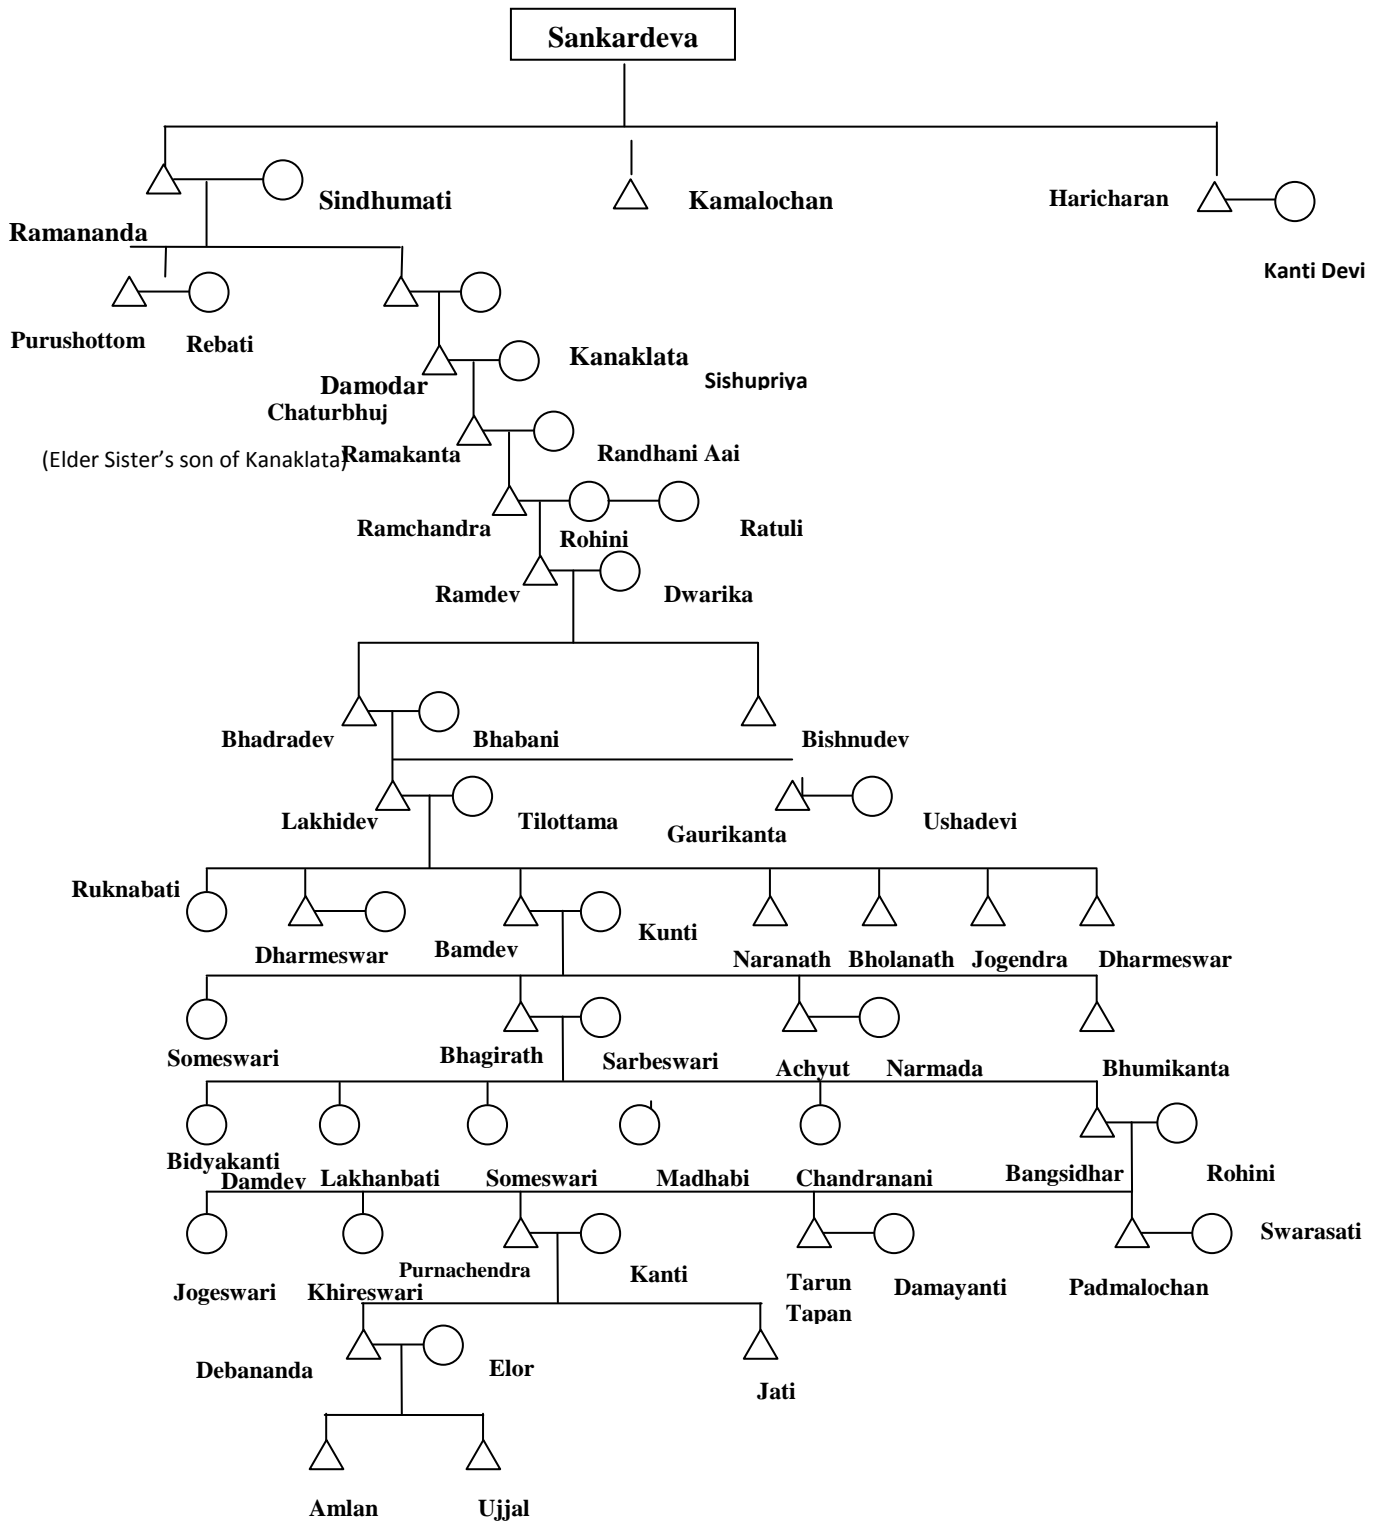 Sankardeva
Sindhumati
Kamalochan
Haricharan
Ramananda
Kanti Devi
Purushottom
Rebati
Kanaklata
Sishupriya
Damodar
Chaturbhuj
(Elder Sister's son of Kanaklata)
Ramakanta
Randhani Aai
Ramchandra
Rohini
Ratuli
Ramdev
Dwarika
Bhadradev
Bhabani
Bishnudev
Lakhidev
Tilottama
Gaurikanta
Ushadevi
Ruknabati
Dharmeswar
Bamdev
Kunti
Naranath
Bholanath
Jogendra
Dharmeswar
Someswari
Bhagirath
Sarbeswari
Achyut
Narmada
Bhumikanta
Bidyakanti
Damdev
Lakhanbati
Someswari
Madhabi
Chandranani
Bangsidhar
Rohini
Swarasati
Jogeswari
Khireswari
Purnachendra
Kanti
Tarun
Tapan
Damayanti
Padmalochan
Debananda
Elor
Jati
Amlan
Ujjal